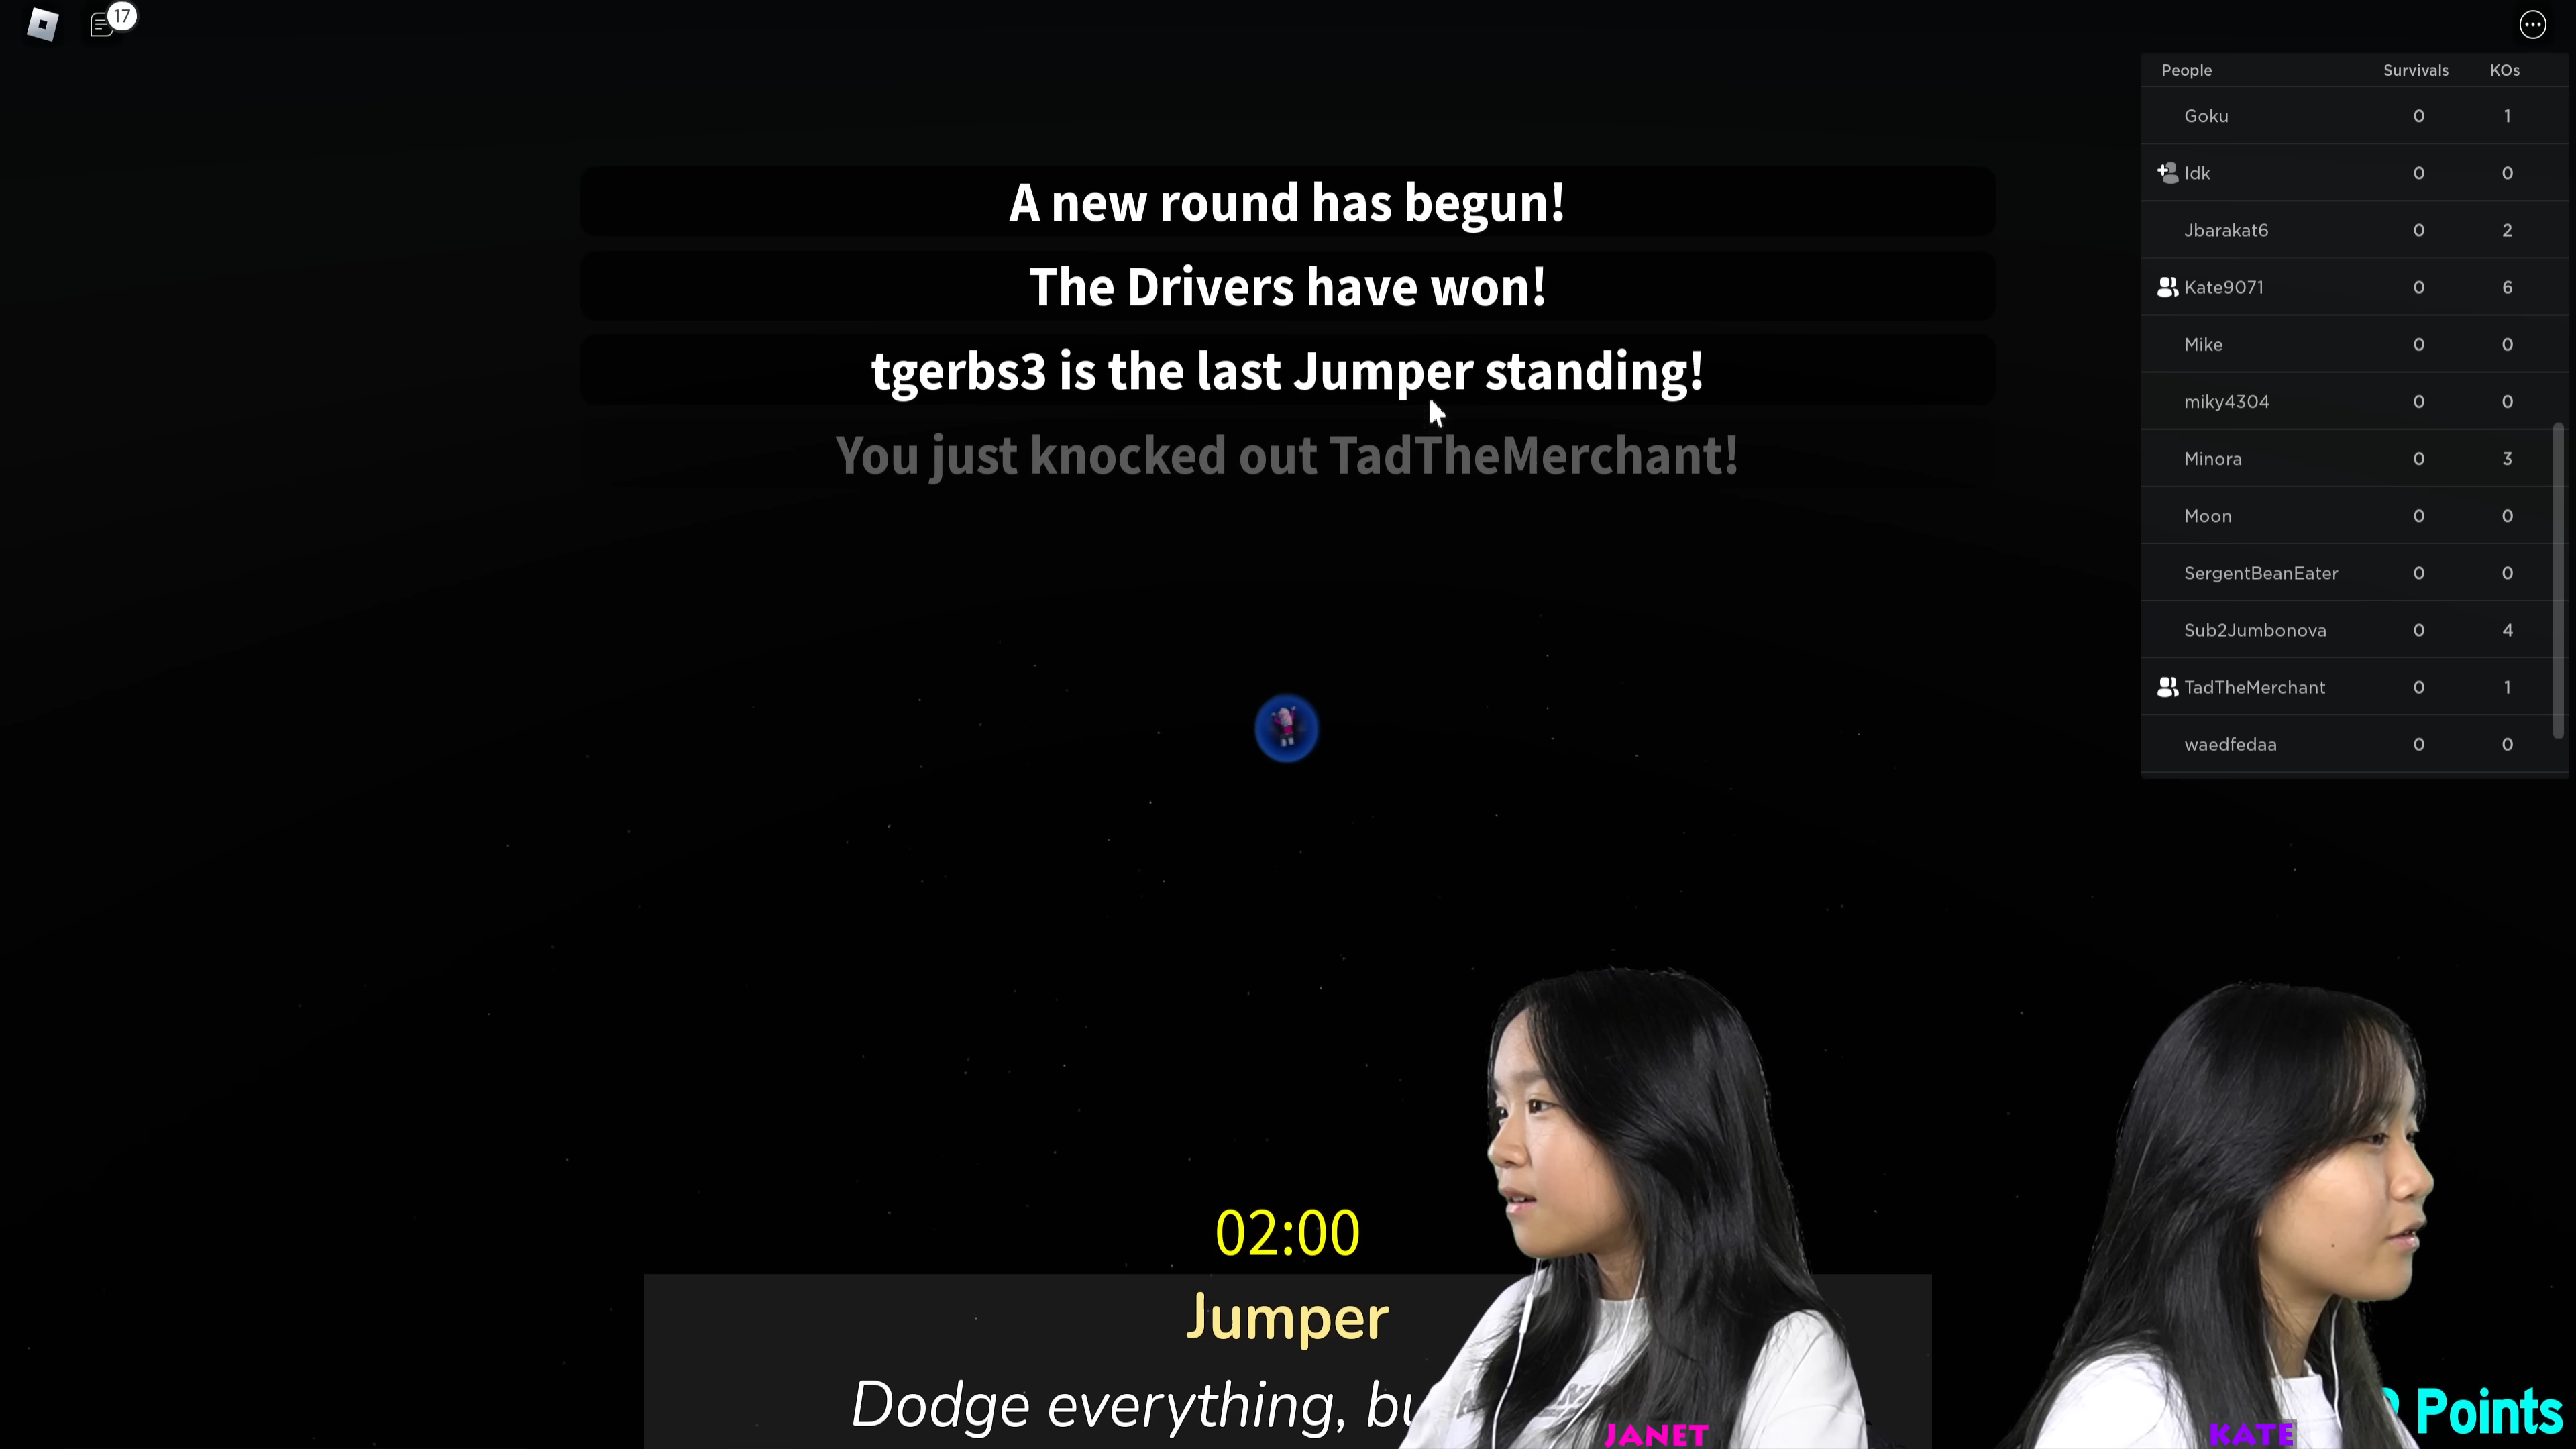 17
People Survivals KOs
Goku 0 1
Idk 0 0
Jbarakat6 0 2
Kate9071 0 6
Mike 0 0
miky4304 0 0
Minora 0 3
Moon 0 0
SergentBeanEater 0 0
Sub2Jumbonova 0 4
TadTheMerchant 0 1
waedfedaa 0 0
A new round has begun!
The Drivers have won!
tgerbs3 is the last Jumper standing!
You just knocked out TadTheMerchant!
02:00
Jumper
Dodge everything,
JANET
KATE
Points